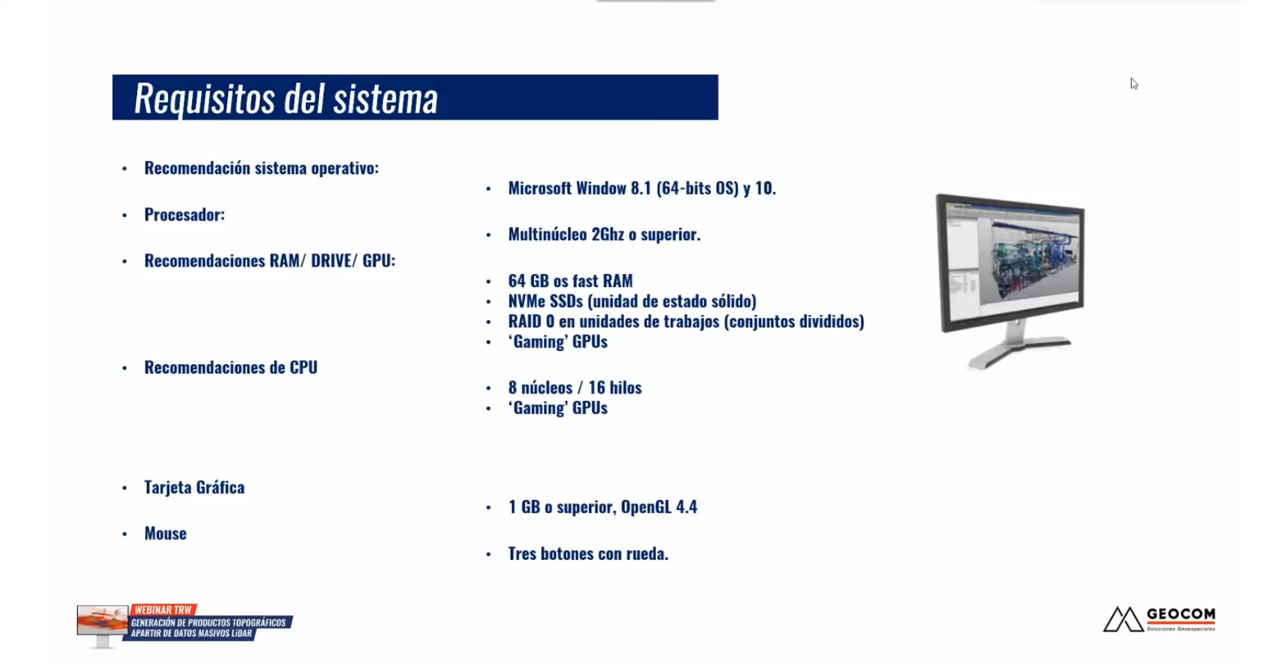 Requisitos del sistema
• Recomendación sistema operativo:
• Microsoft Window 8.1 (64-bits OS) y 10.
• Procesador:
• Multinúcleo 2Ghz o superior.
• Recomendaciones RAM/ DRIVE/ GPU:
• 64 GB os fast RAM
• NVMe SSDs (unidad de estado sólido)
• RAID 0 en unidades de trabajos (conjuntos divididos)
• ‘Gaming’ GPUs
• Recomendaciones de CPU
• 8 núcleos / 16 hilos
• ‘Gaming’ GPUs
• Tarjeta Gráfica
• 1 GB o superior, OpenGL 4.4
• Mouse
• Tres botones con rueda.
WEBINAR TRW
GENERACIÓN DE PRODUCTOS TOPOGRÁFICOS
APARTIR DE DATOS MASIVOS LiDAR
GEOCOM
Soluciones Geoespaciales